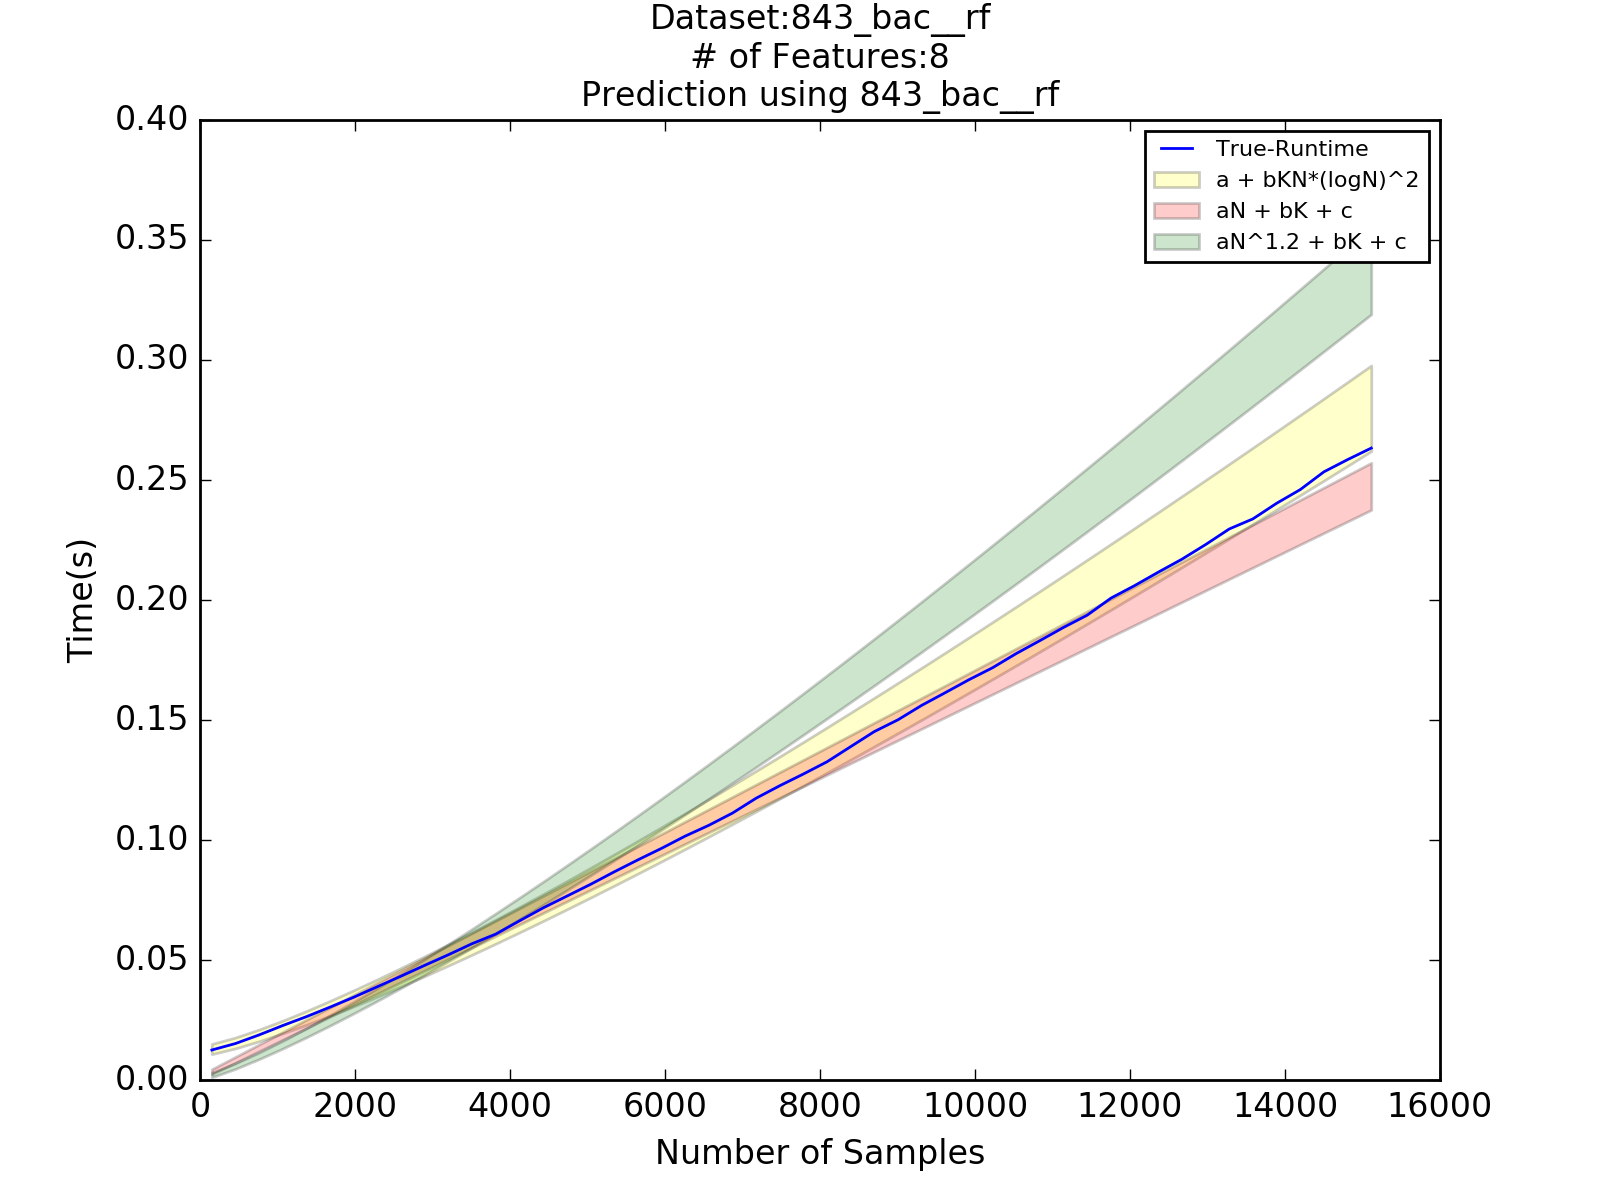 Dataset:843_bac__rf
# of Features:8
Prediction using 843_bac__rf
0.40
0.35
0.30
0.25
0.20
0.15
0.10
0.05
0.00
Time(s)
True-Runtime
a + bKN*(logN)^2
aN + bK + c
aN^1.2 + bK + c
0 2000 4000 6000 8000 10000 12000 14000 16000
Number of Samples